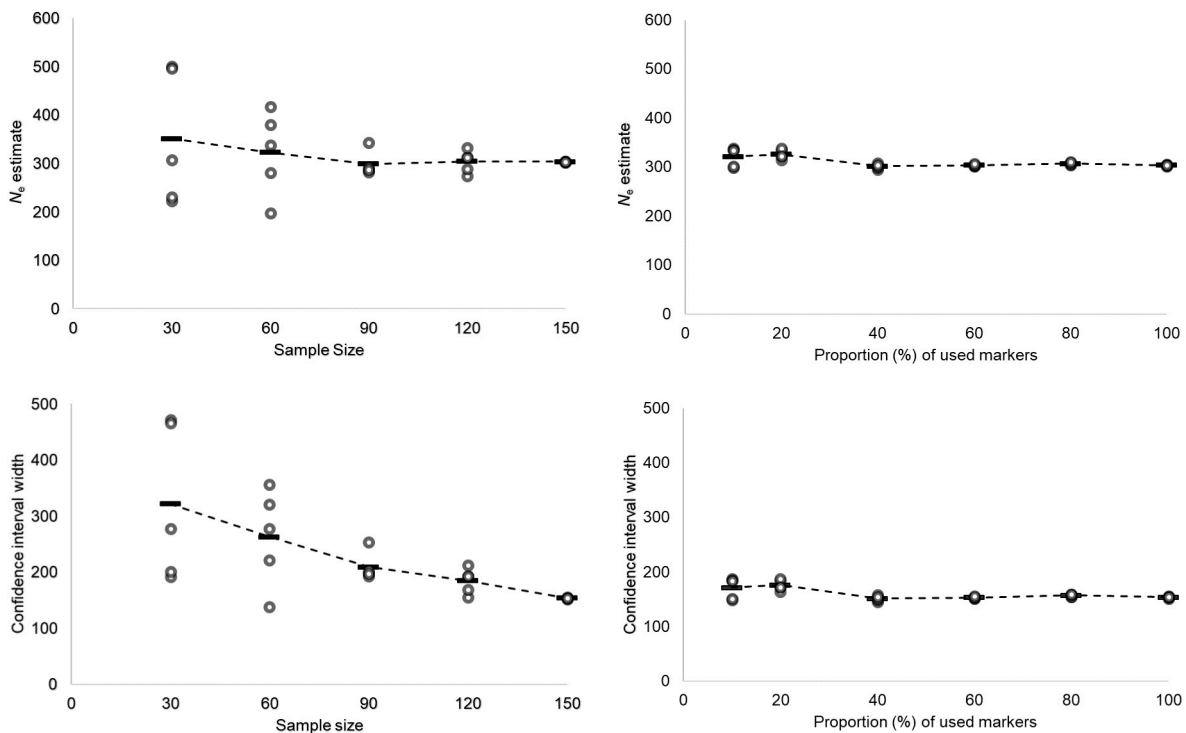 600
500
400
300
200
100
0
Nₑ estimate
0 30 60 90 120 150
Sample Size
600
500
400
300
200
100
0
Nₑ estimate
0 20 40 60 80 100
Proportion (%) of used markers
500
400
300
200
100
0
Confidence interval width
0 30 60 90 120 150
Sample size
500
400
300
200
100
0
Confidence interval width
0 20 40 60 80 100
Proportion (%) of used markers